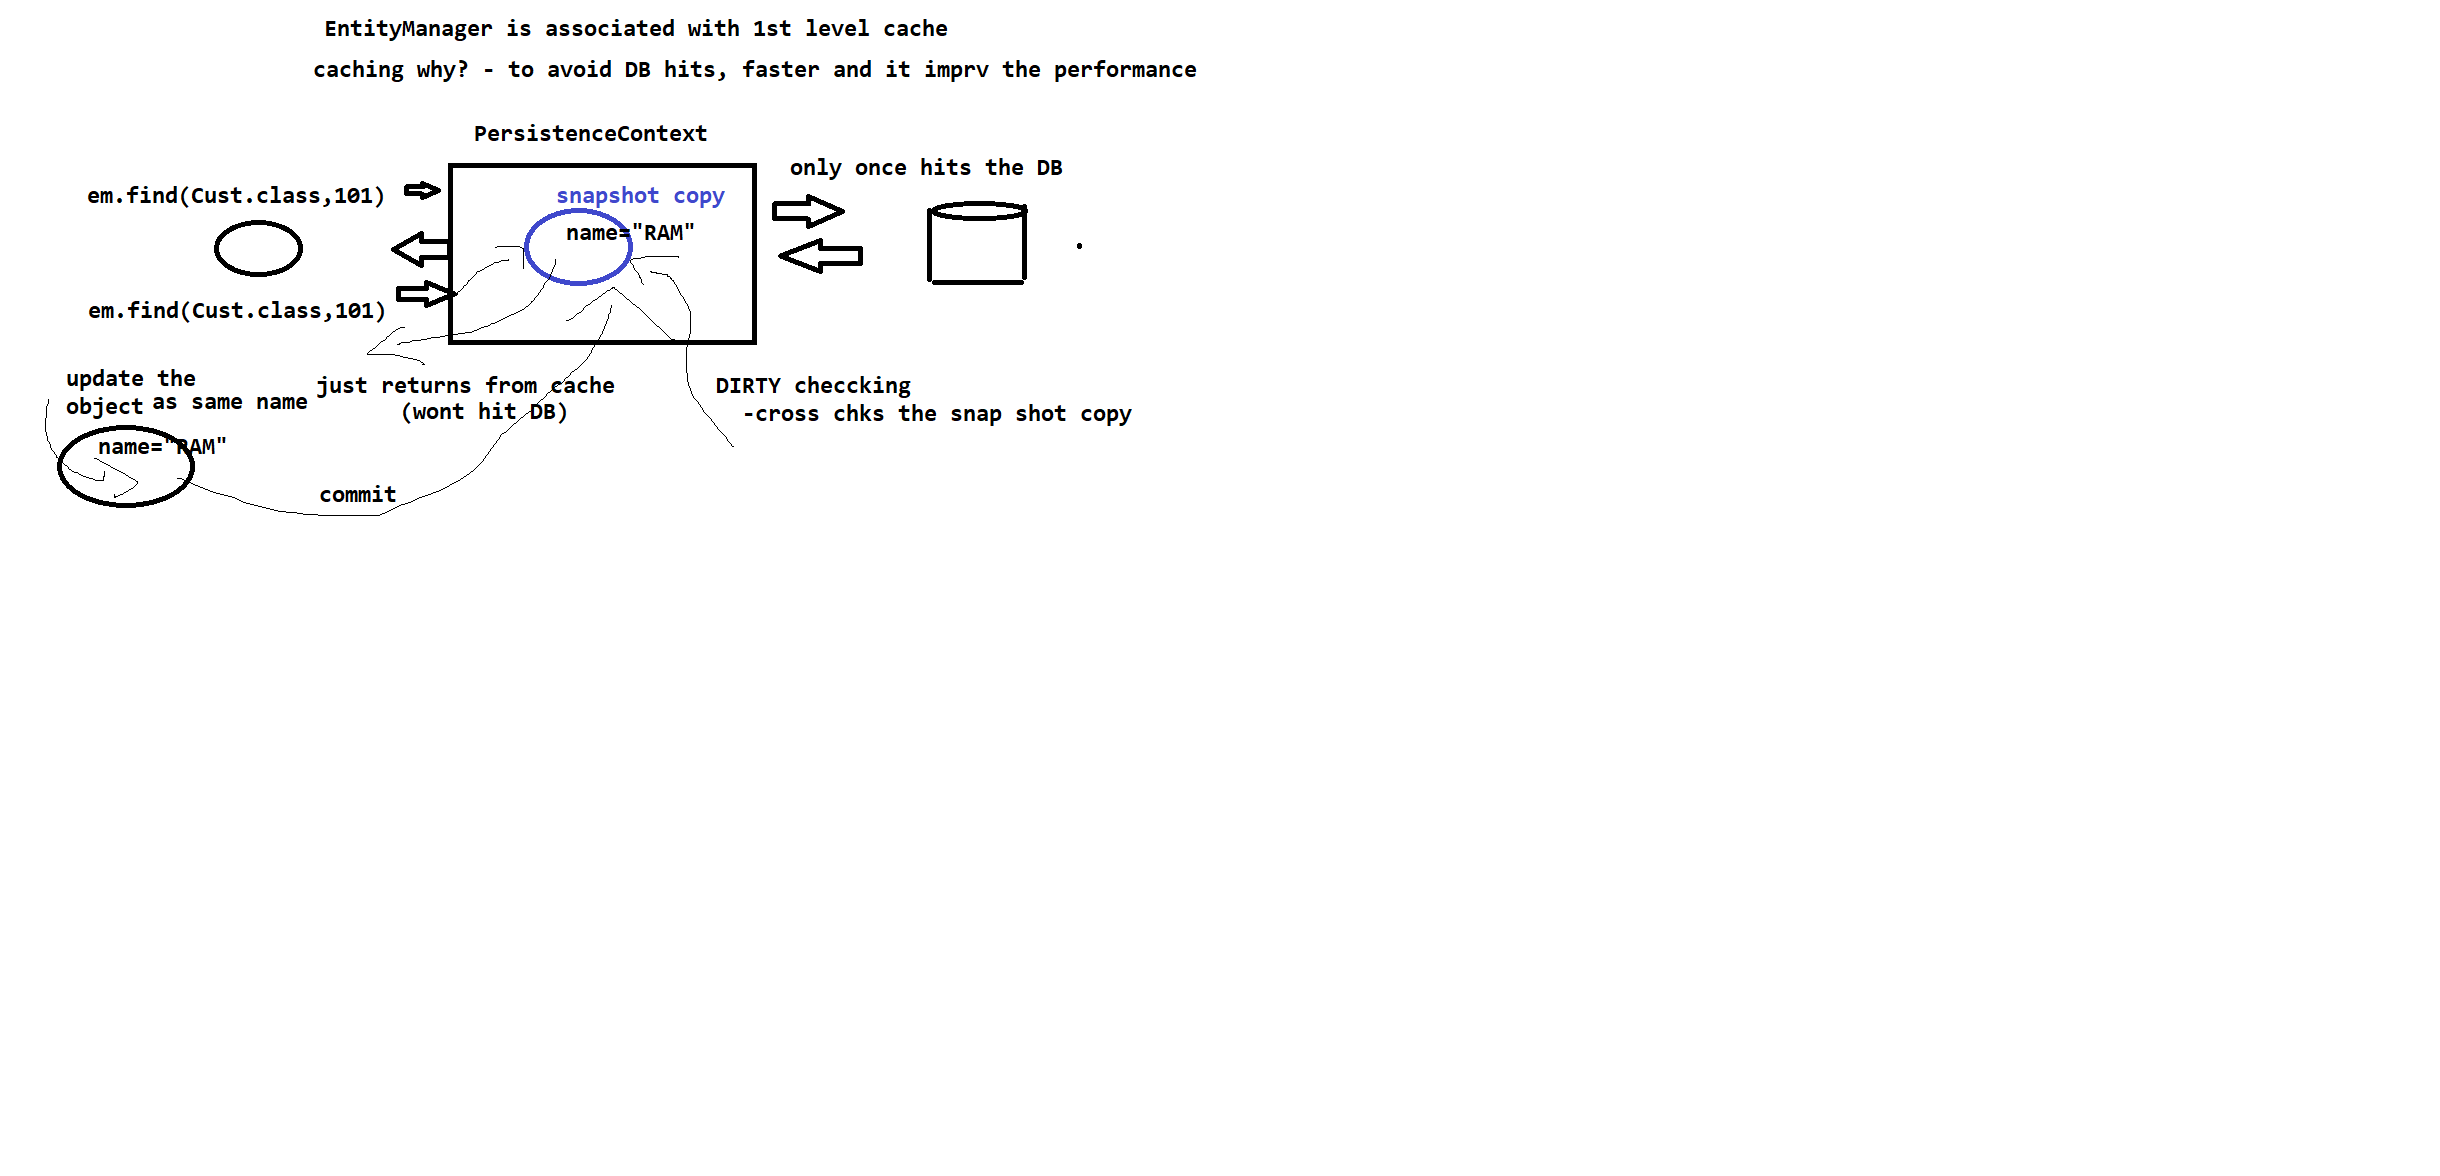 EntityManager is associated with 1st level cache
caching why? - to avoid DB hits, faster and it imprv the performance
PersistenceContext
only once hits the DB
em.find(Cust.class,101)
snapshot copy
name="RAM"
em.find(Cust.class,101)
update the
object as same name
just returns from cache
(wont hit DB)
DIRTY checcking
-cross chks the snap shot copy
name="RAM"
commit